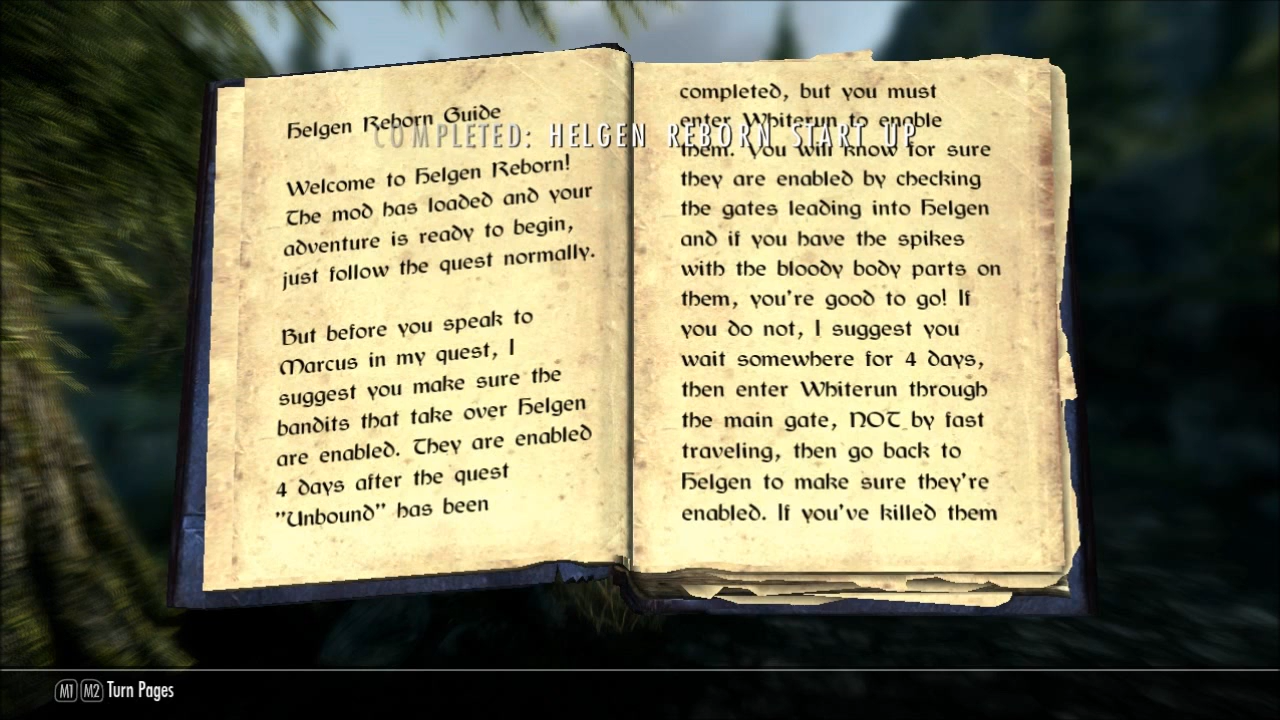 Helgen Reborn Guide
COMPLETED: HELGEN REBORN START UP
Welcome to Helgen Reborn!
The mod has loaded and your
adventure is ready to begin,
just follow the quest normally.
But before you speak to
Marcus in my quest, I
suggest you make sure the
bandits that take over Helgen
are enabled. They are enabled
4 days after the quest
"Unbound" has been
completed, but you must
enter Whiterun to enable
them. You will know for sure
they are enabled by checking
the gates leading into Helgen
and if you have the spikes
with the bloody body parts on
them, you're good to go! If
you do not, I suggest you
wait somewhere for 4 days,
then enter Whiterun through
the main gate, NOT by fast
traveling, then go back to
Helgen to make sure they're
enabled. If you've killed them
M1 M2 Turn Pages